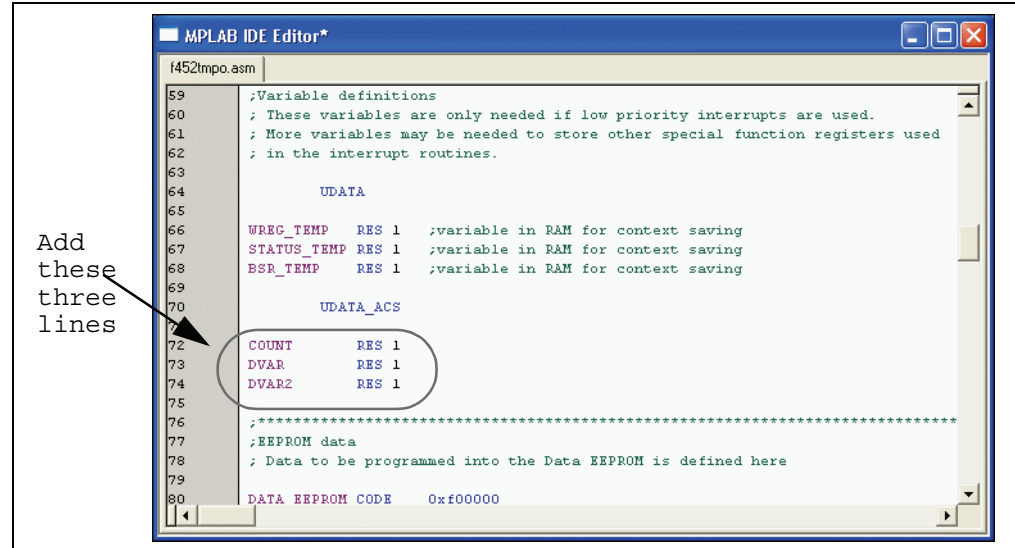 MPLAB IDE Editor*
f452tmpo.asm
59 ;Variable definitions
60 ; These variables are only needed if low priority interrupts are used.
61 ; More variables may be needed to store other special function registers used
62 ; in the interrupt routines.
63
64 UDATA
65
66 WREG_TEMP RES 1 ;variable in RAM for context saving
67 STATUS_TEMP RES 1 ;variable in RAM for context saving
68 BSR_TEMP RES 1 ;variable in RAM for context saving
69
70 UDATA_ACS
72 COUNT RES 1
73 DVAR RES 1
74 DVAR2 RES 1
75
76 ;******************************************************************************
77 ;EEPROM data
78 ; Data to be programmed into the Data EEPROM is defined here
79
80 DATA_EEPROM CODE 0xf00000
Add
these
three
lines